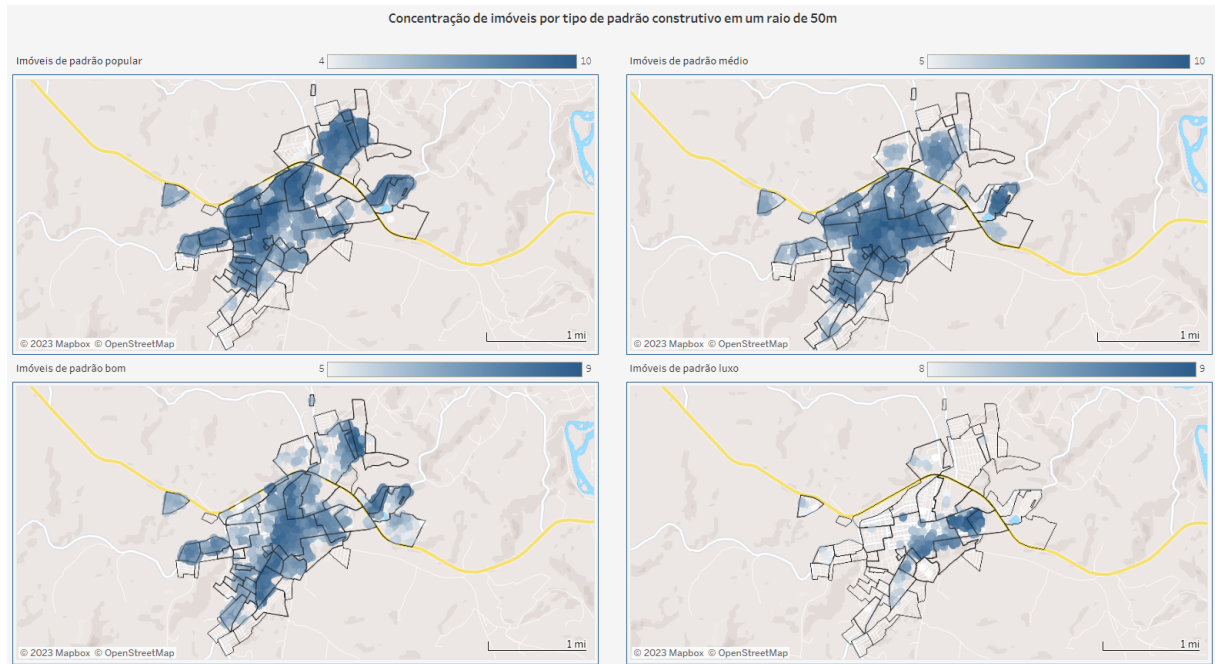 Concentração de imóveis por tipo de padrão construtivo em um raio de 50m
Imóveis de padrão popular
4
10
Imóveis de padrão médio
5
10
1 mi
© 2023 Mapbox © OpenStreetMap
1 mi
© 2023 Mapbox © OpenStreetMap
Imóveis de padrão bom
5
9
Imóveis de padrão luxo
8
9
1 mi
© 2023 Mapbox © OpenStreetMap
1 mi
© 2023 Mapbox © OpenStreetMap